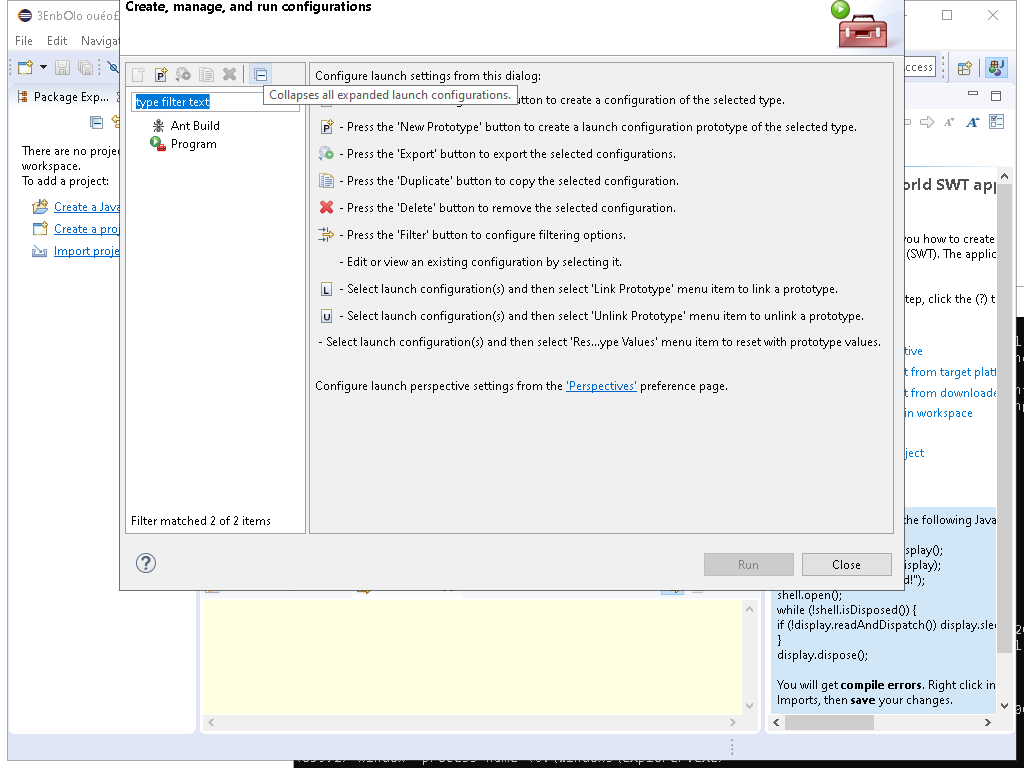 Create, manage, and run configurations
3EnbOlo
File Edit Naviga
cess
Package Exp...
There are no proje
workspace.
To add a project:
Create a Java
Create a proj
Import proje
type filter text
Ant Build
Program
Filter matched 2 of 2 items
Configure launch settings from this dialog:
Collapses all expanded launch configurations.
utton to create a configuration of the selected type.
- Press the 'New Prototype' button to create a launch configuration prototype of the selected type.
- Press the 'Export' button to export the selected configurations.
- Press the 'Duplicate' button to copy the selected configuration.
- Press the 'Delete' button to remove the selected configuration.
- Press the 'Filter' button to configure filtering options.
- Edit or view an existing configuration by selecting it.
L - Select launch configuration(s) and then select 'Link Prototype' menu item to link a prototype.
U - Select launch configuration(s) and then select 'Unlink Prototype' menu item to unlink a prototype.
- Select launch configuration(s) and then select 'Res...ype Values' menu item to reset with prototype values.
Configure launch perspective settings from the 'Perspectives' preference page.
Run
Close
orld SWT app
you how to create
(SWT). The applic
tep, click the (?) t
tive
t from target platf
t from downloade
in workspace
ject
the following Java
splay();
isplay);
d!");
shell.open();
while (!shell.isDisposed()) {
if (!display.readAndDispatch()) display.slee
}
display.dispose();
You will get compile errors. Right click in
Imports, then save your changes.